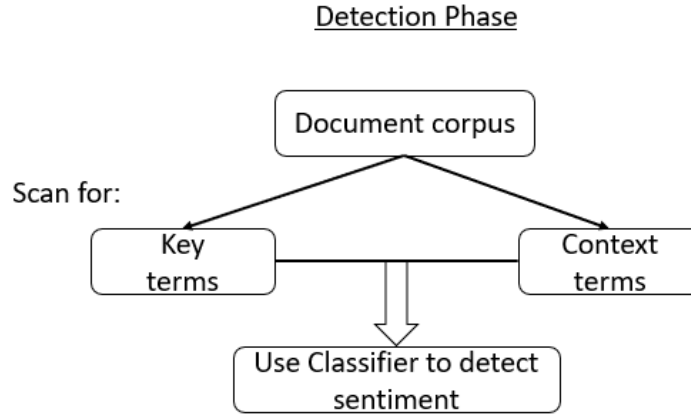 Detection Phase
Document corpus
Scan for:
Key
terms
Context
terms
Use Classifier to detect
sentiment